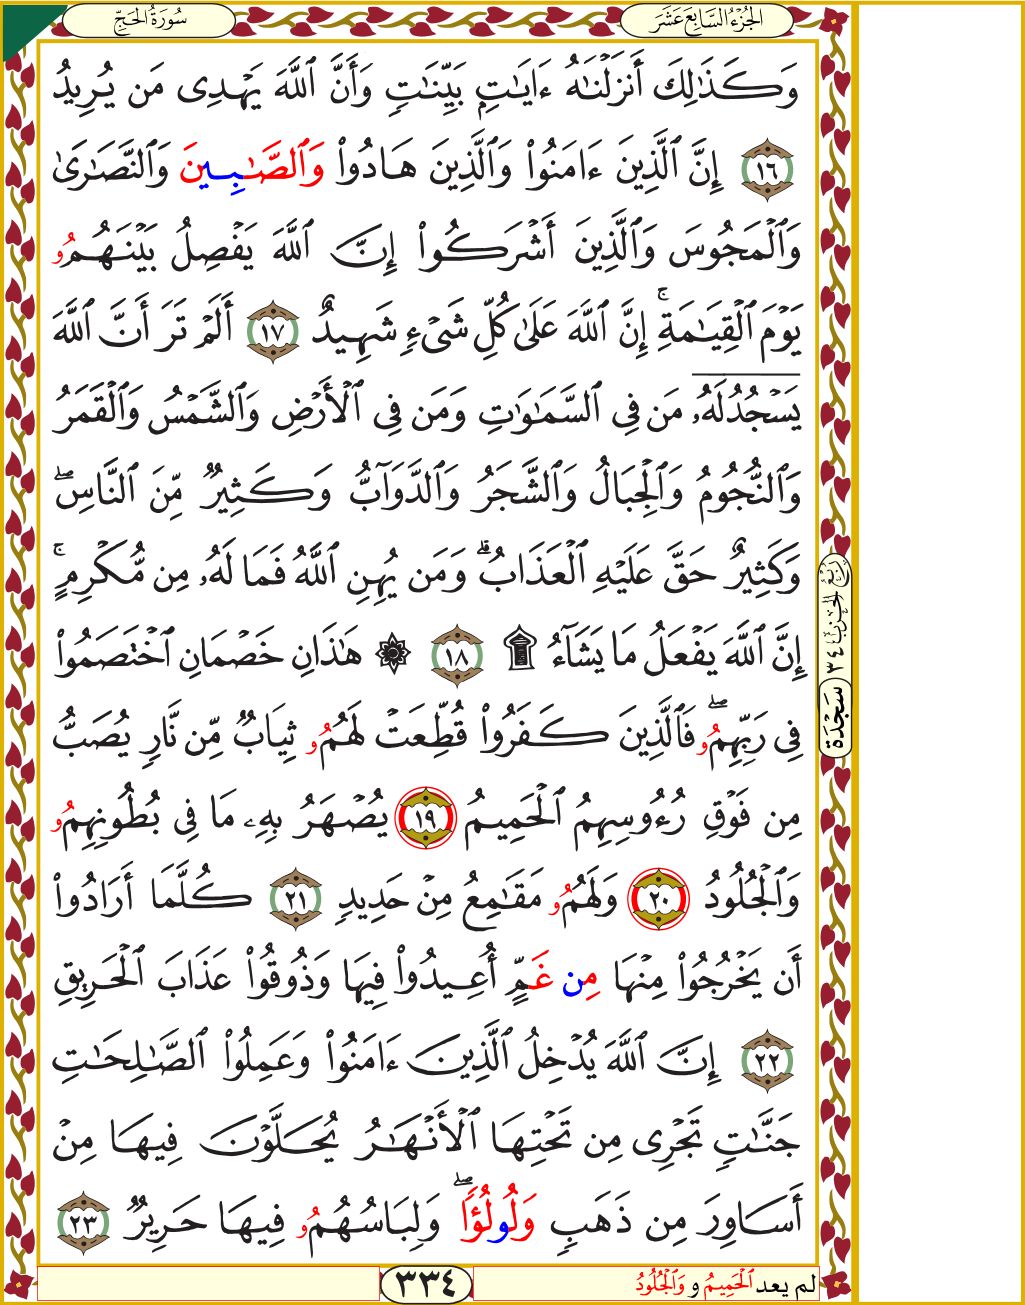 سُورَةُ الحَجِّ
الجُزْءُ السَّابِعَ عَشَرَ
وَكَذَٰلِكَ أَنزَلْنَٰهُ ءَايَٰتِۭ بَيِّنَٰتٖ وَأَنَّ ٱللَّهَ يَهْدِى مَن يُرِيدُ
١٦ إِنَّ ٱلَّذِينَ ءَامَنُوا۟ وَٱلَّذِينَ هَادُوا۟ وَٱلصَّٰبِينَ وَٱلنَّصَٰرَىٰ
وَٱلْمَجُوسَ وَٱلَّذِينَ أَشْرَكُوٓا۟ إِنَّ ٱللَّهَ يَفْصِلُ بَيْنَهُمُۥ
يَوْمَ ٱلْقِيَٰمَةِۚ إِنَّ ٱللَّهَ عَلَىٰ كُلِّ شَىْءٖ شَهِيدٌ ١٧ أَلَمْ تَرَ أَنَّ ٱللَّهَ
يَسْجُدُ لَهُۥ مَن فِى ٱلسَّمَٰوَٰتِ وَمَن فِى ٱلْأَرْضِ وَٱلشَّمْسُ وَٱلْقَمَرُ
وَٱلنُّجُومُ وَٱلْجِبَالُ وَٱلشَّجَرُ وَٱلدَّوَآبُّ وَكَثِيرٞ مِّنَ ٱلنَّاسِۖ
وَكَثِيرٌ حَقَّ عَلَيْهِ ٱلْعَذَابُۗ وَمَن يُهِنِ ٱللَّهُ فَمَا لَهُۥ مِن مُّكْرِمٍۚ
إِنَّ ٱللَّهَ يَفْعَلُ مَا يَشَآءُ ۩ ١٨ ۞ هَٰذَانِ خَصْمَانِ ٱخْتَصَمُوا۟
فِى رَبِّهِمُۥۖ فَٱلَّذِينَ كَفَرُوا۟ قُطِّعَتْ لَهُمُۥ ثِيَابٞ مِّن نَّارٖ يُصَبُّ
مِن فَوْقِ رُءُوسِهِمُ ٱلْحَمِيمُ ١٩ يُصْهَرُ بِهِۦ مَا فِى بُطُونِهِمُۥ
وَٱلْجُلُودُ ٢٠ وَلَهُمُۥ مَقَٰمِعُ مِنْ حَدِيدٖ ٢١ كُلَّمَآ أَرَادُوٓا۟
أَن يَخْرُجُوا۟ مِنْهَا مِن غَمٍّ أُعِيدُوا۟ فِيهَا وَذُوقُوا۟ عَذَابَ ٱلْحَرِيقِ
٢٢ إِنَّ ٱللَّهَ يُدْخِلُ ٱلَّذِينَ ءَامَنُوا۟ وَعَمِلُوا۟ ٱلصَّٰلِحَٰتِ
جَنَّٰتٖ تَجْرِى مِن تَحْتِهَا ٱلْأَنْهَٰرُ يُحَلَّوْنَ فِيهَا مِنْ
أَسَاوِرَ مِن ذَهَبٖ وَلُولُؤٗاۖ وَلِبَاسُهُمُۥ فِيهَا حَرِيرٞ ٢٣
رُبْعُ الحِزْبِ ٣٤
سَجْدَة
لم يعد ٱلْحَمِيمُ و وَٱلْجُلُودُ
٣٣٤